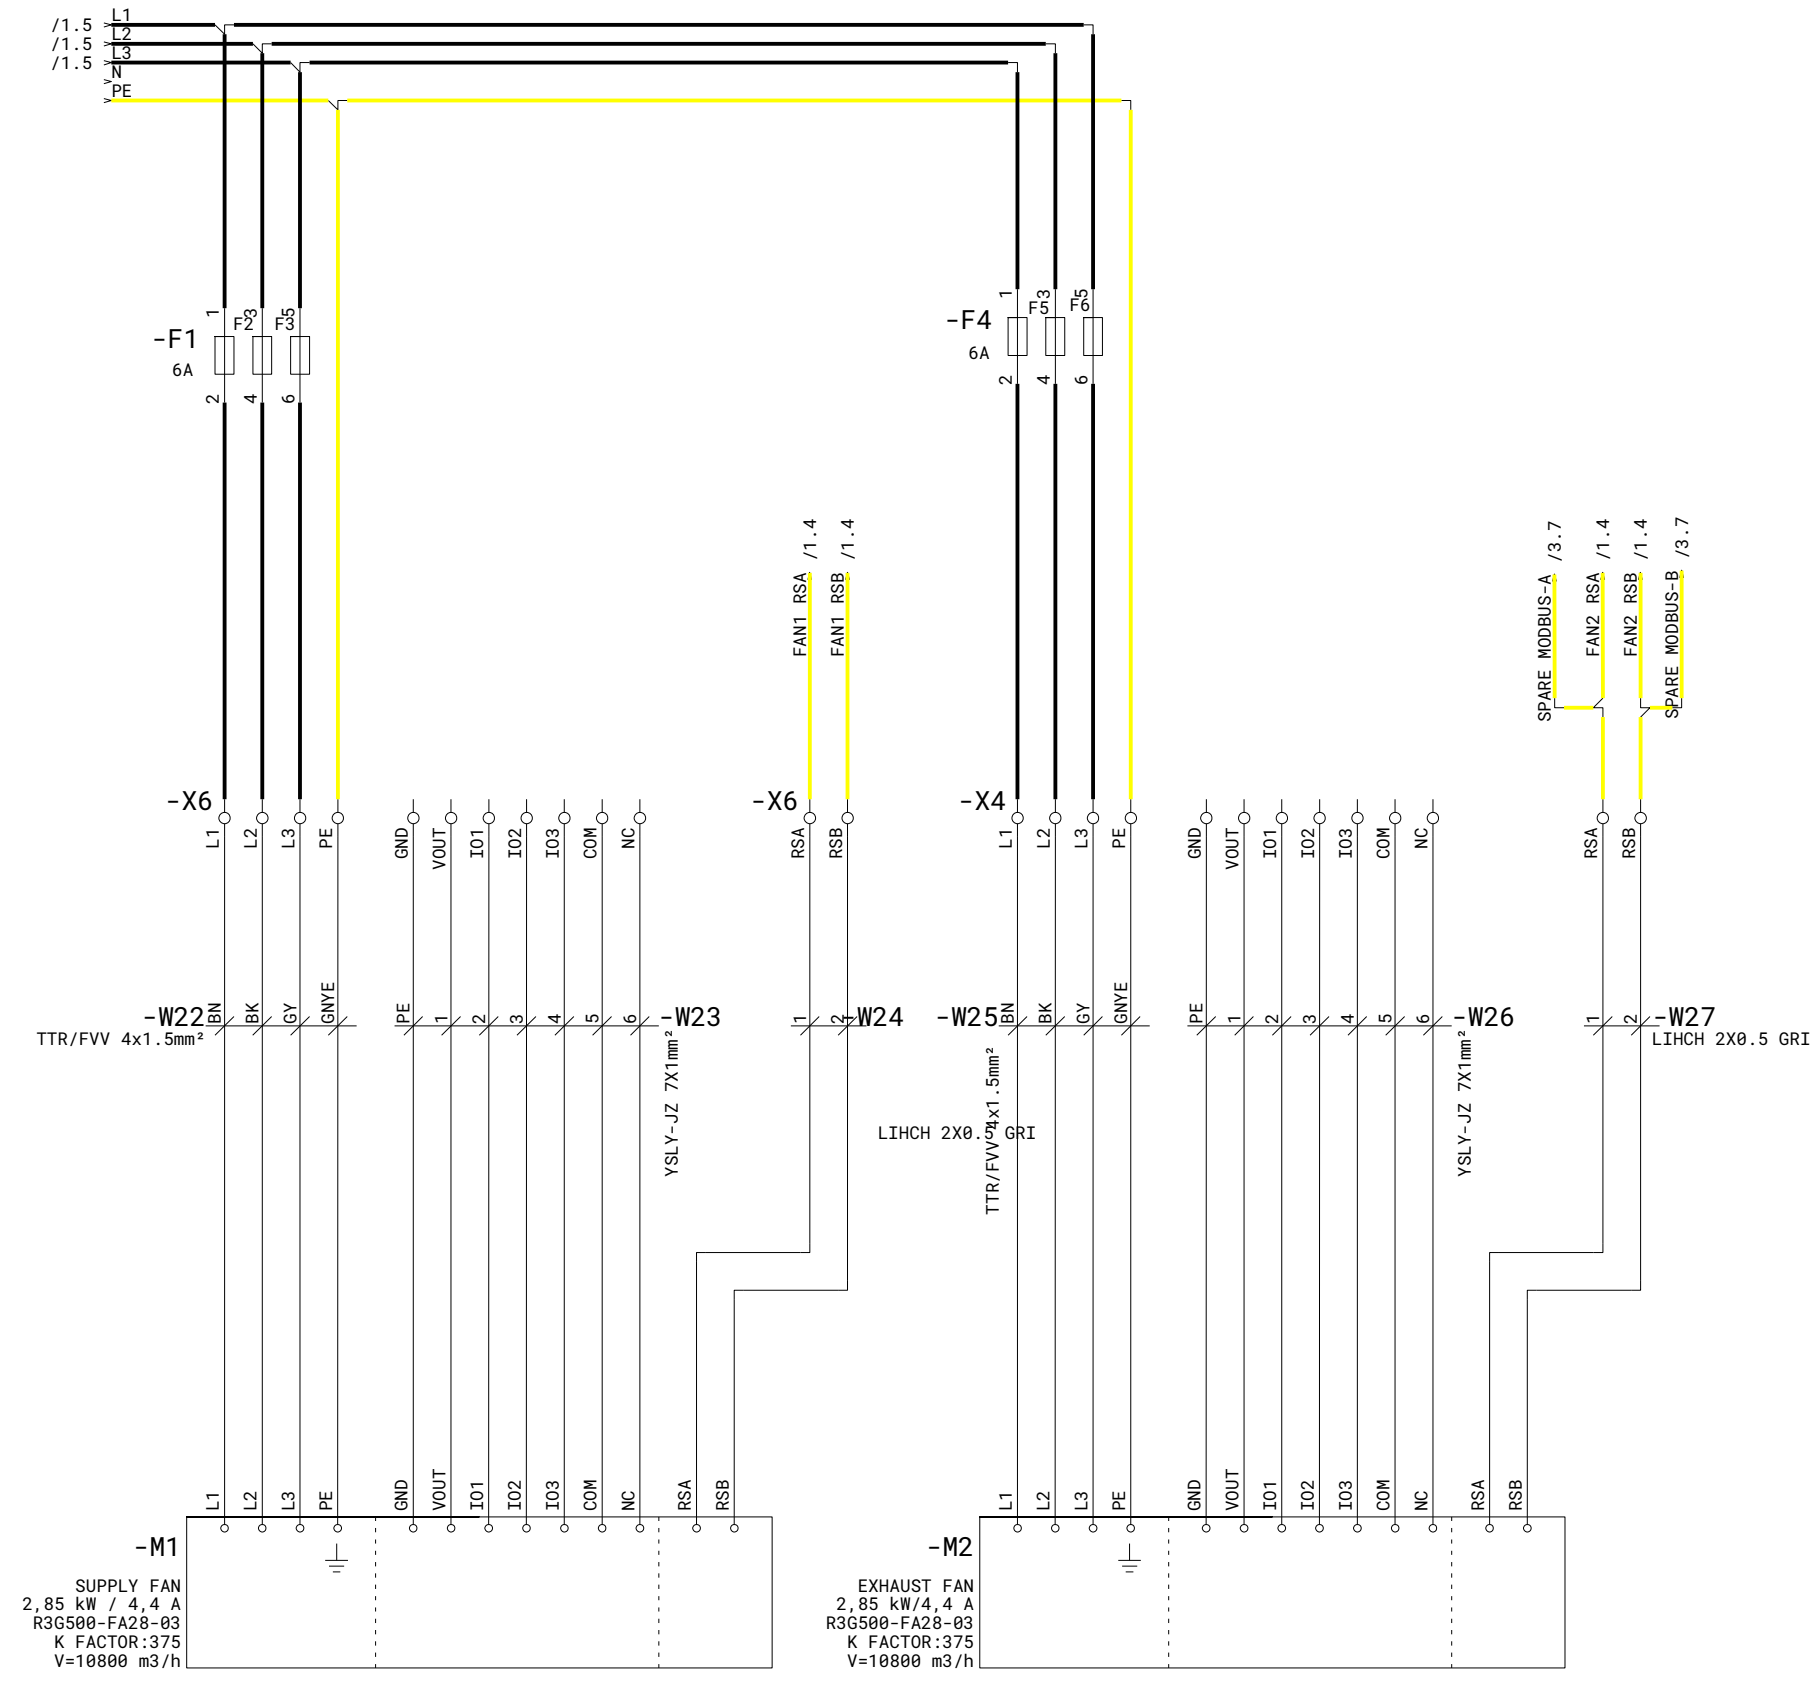 L1
/1.5
L2
/1.5
L3
/1.5
N
PE
1 3 5
F2 F3
-F1
6A
2 4 6
1 3 5
F5 F6
-F4
6A
2 4 6
/1.4 /1.4
FAN1 RSA FAN1 RSB
/3.7 /1.4 /1.4 /3.7
SPARE MODBUS-A FAN2 RSA FAN2 RSB SPARE MODBUS-B
-X6 -X6 -X4
L1 L2 L3 PE GND VOUT IO1 IO2 IO3 COM NC RSA RSB L1 L2 L3 PE GND VOUT IO1 IO2 IO3 COM NC RSA RSB
-W22 BN BK GY GNYE PE 1 2 3 4 5 6 -W23 1 2 -W24 -W25 BN BK GY GNYE PE 1 2 3 4 5 6 -W26 1 2 -W27
TTR/FVV 4x1.5mm²
YSLY-JZ 7X1mm²
LIHCH 2X0.5 GRI
TTR/FVV 4x1.5mm²
YSLY-JZ 7X1mm²
LIHCH 2X0.5 GRI
L1 L2 L3 PE GND VOUT IO1 IO2 IO3 COM NC RSA RSB L1 L2 L3 PE GND VOUT IO1 IO2 IO3 COM NC RSA RSB
-M1
SUPPLY FAN
2,85 kW / 4,4 A
R3G500-FA28-03
K FACTOR:375
V=10800 m3/h
-M2
EXHAUST FAN
2,85 kW/4,4 A
R3G500-FA28-03
K FACTOR:375
V=10800 m3/h